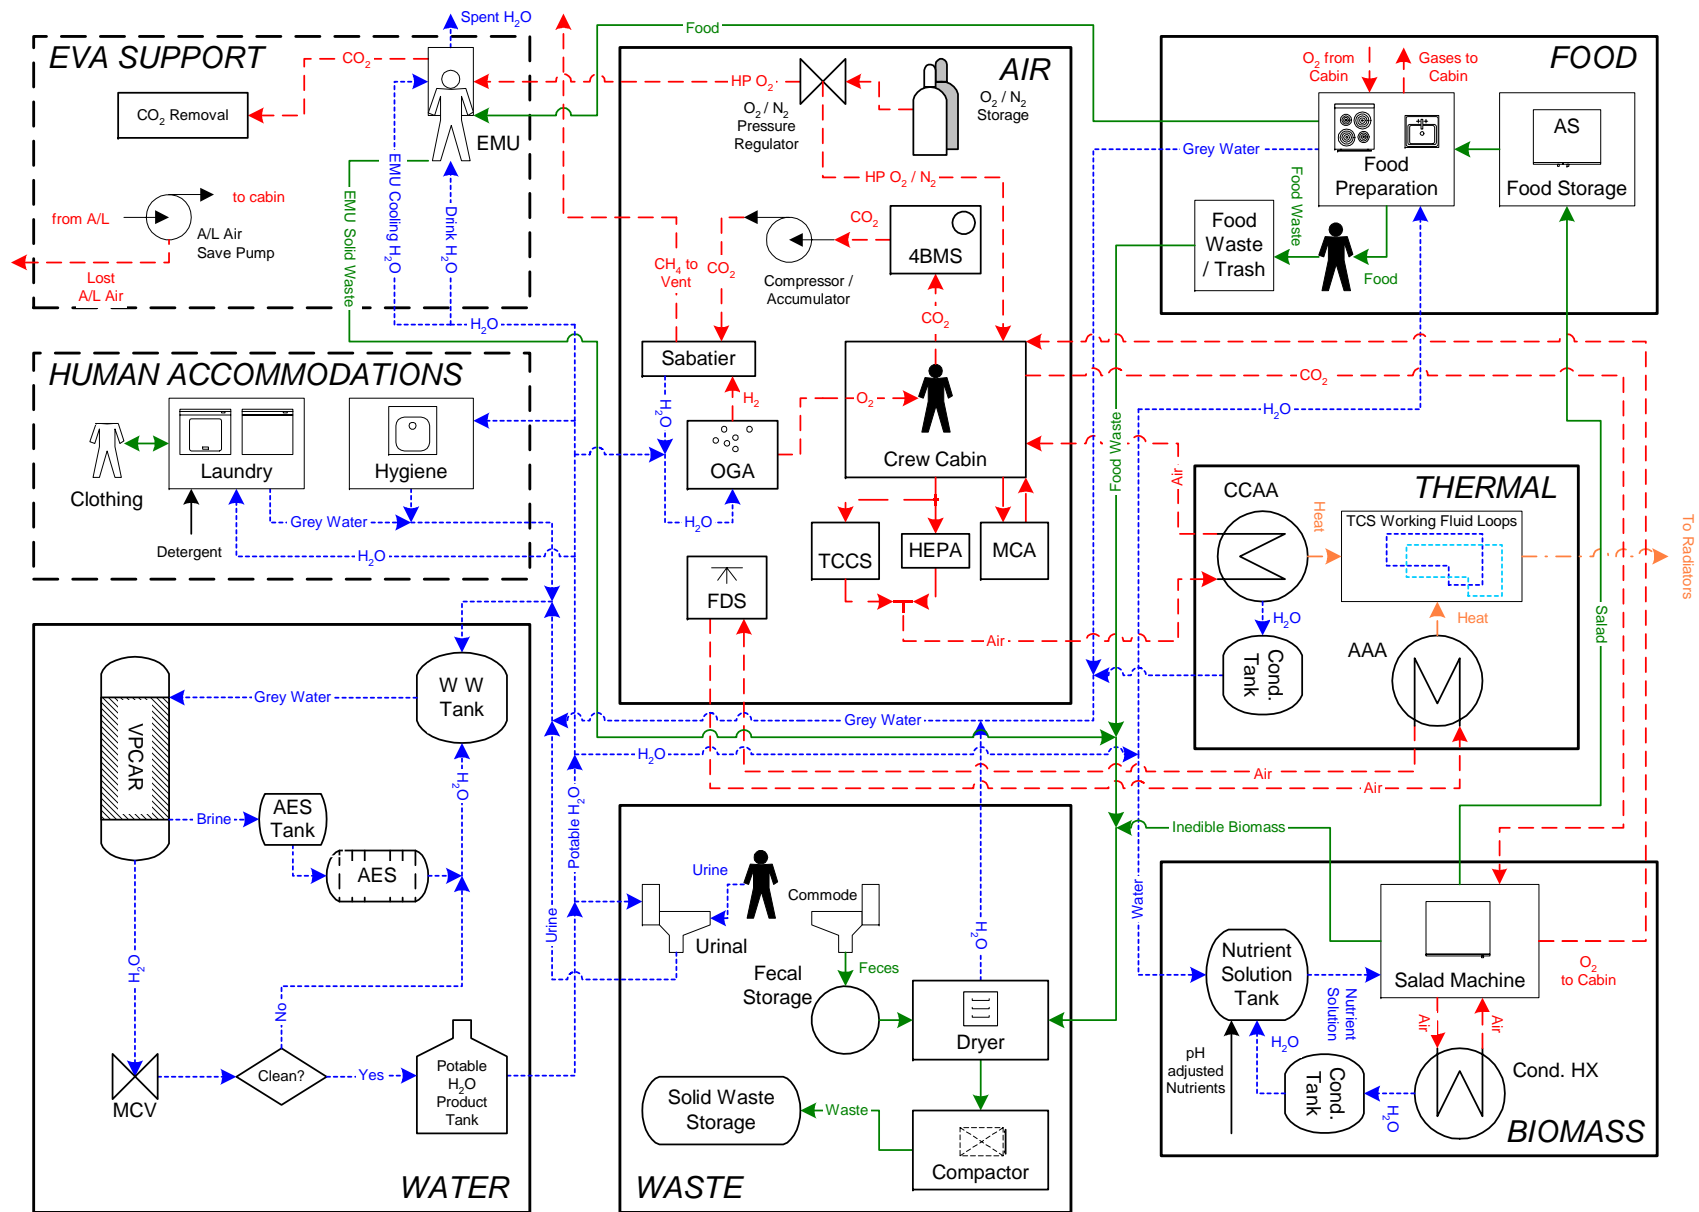 Spent H2O
EVA SUPPORT
CO2
CO2 Removal
EMU
from A/L
to cabin
A/L Air
Save Pump
Lost
A/L Air
EMU Solid Waste
EMU Cooling H2O
Drink H2O
H2O
Food
AIR
HP O2
O2 / N2
Pressure
Regulator
O2 / N2
Storage
HP O2 / N2
CO2
4BMS
Compressor /
Accumulator
CH4 to
Vent
CO2
CO2
Sabatier
H2
H2O
O2
OGA
H2O
Crew Cabin
TCCS
HEPA
MCA
FDS
Air
FOOD
O2 from
Cabin
Gases to
Cabin
Grey Water
Food
Preparation
AS
Food Storage
Food Waste
Food
Waste
/ Trash
Food
CO2
H2O
Food Waste
HUMAN ACCOMMODATIONS
Clothing
Laundry
Hygiene
Grey Water
Detergent
H2O
THERMAL
CCAA
Air
Heat
TCS Working Fluid Loops
To Radiators
H2O
Cond.
Tank
AAA
Heat
Salad
Grey Water
H2O
Air
Air
WATER
VPCAR
Grey Water
W W
Tank
Brine
AES
Tank
AES
H2O
H2O
No
MCV
Clean?
Yes
Potable
H2O
Product
Tank
Urine
Potable H2O
WASTE
Urine
Urinal
Commode
Feces
Fecal
Storage
H2O
Dryer
Waste
Solid Waste
Storage
Compactor
Inedible Biomass
Water
BIOMASS
Nutrient
Solution
Tank
Nutrient
Solution
Salad Machine
O2
to Cabin
Air
Air
H2O
pH
adjusted
Nutrients
Cond.
Tank
H2O
Cond. HX